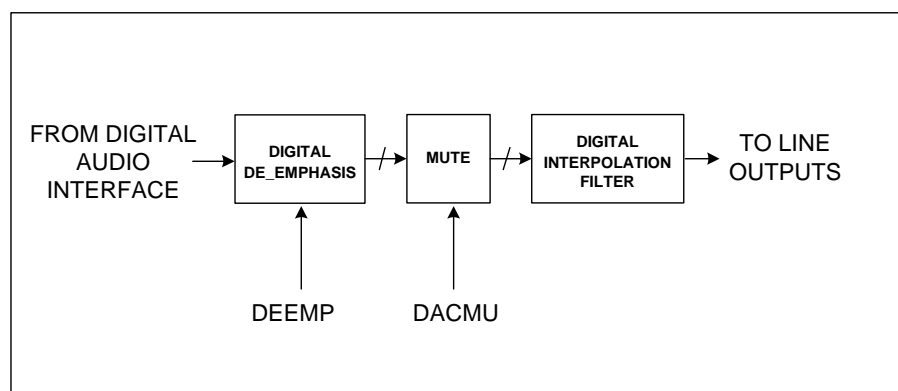 FROM DIGITAL
AUDIO
INTERFACE
DIGITAL
DE_EMPHASIS
MUTE
DIGITAL
INTERPOLATION
FILTER
TO LINE
OUTPUTS
DEEMP
DACMU